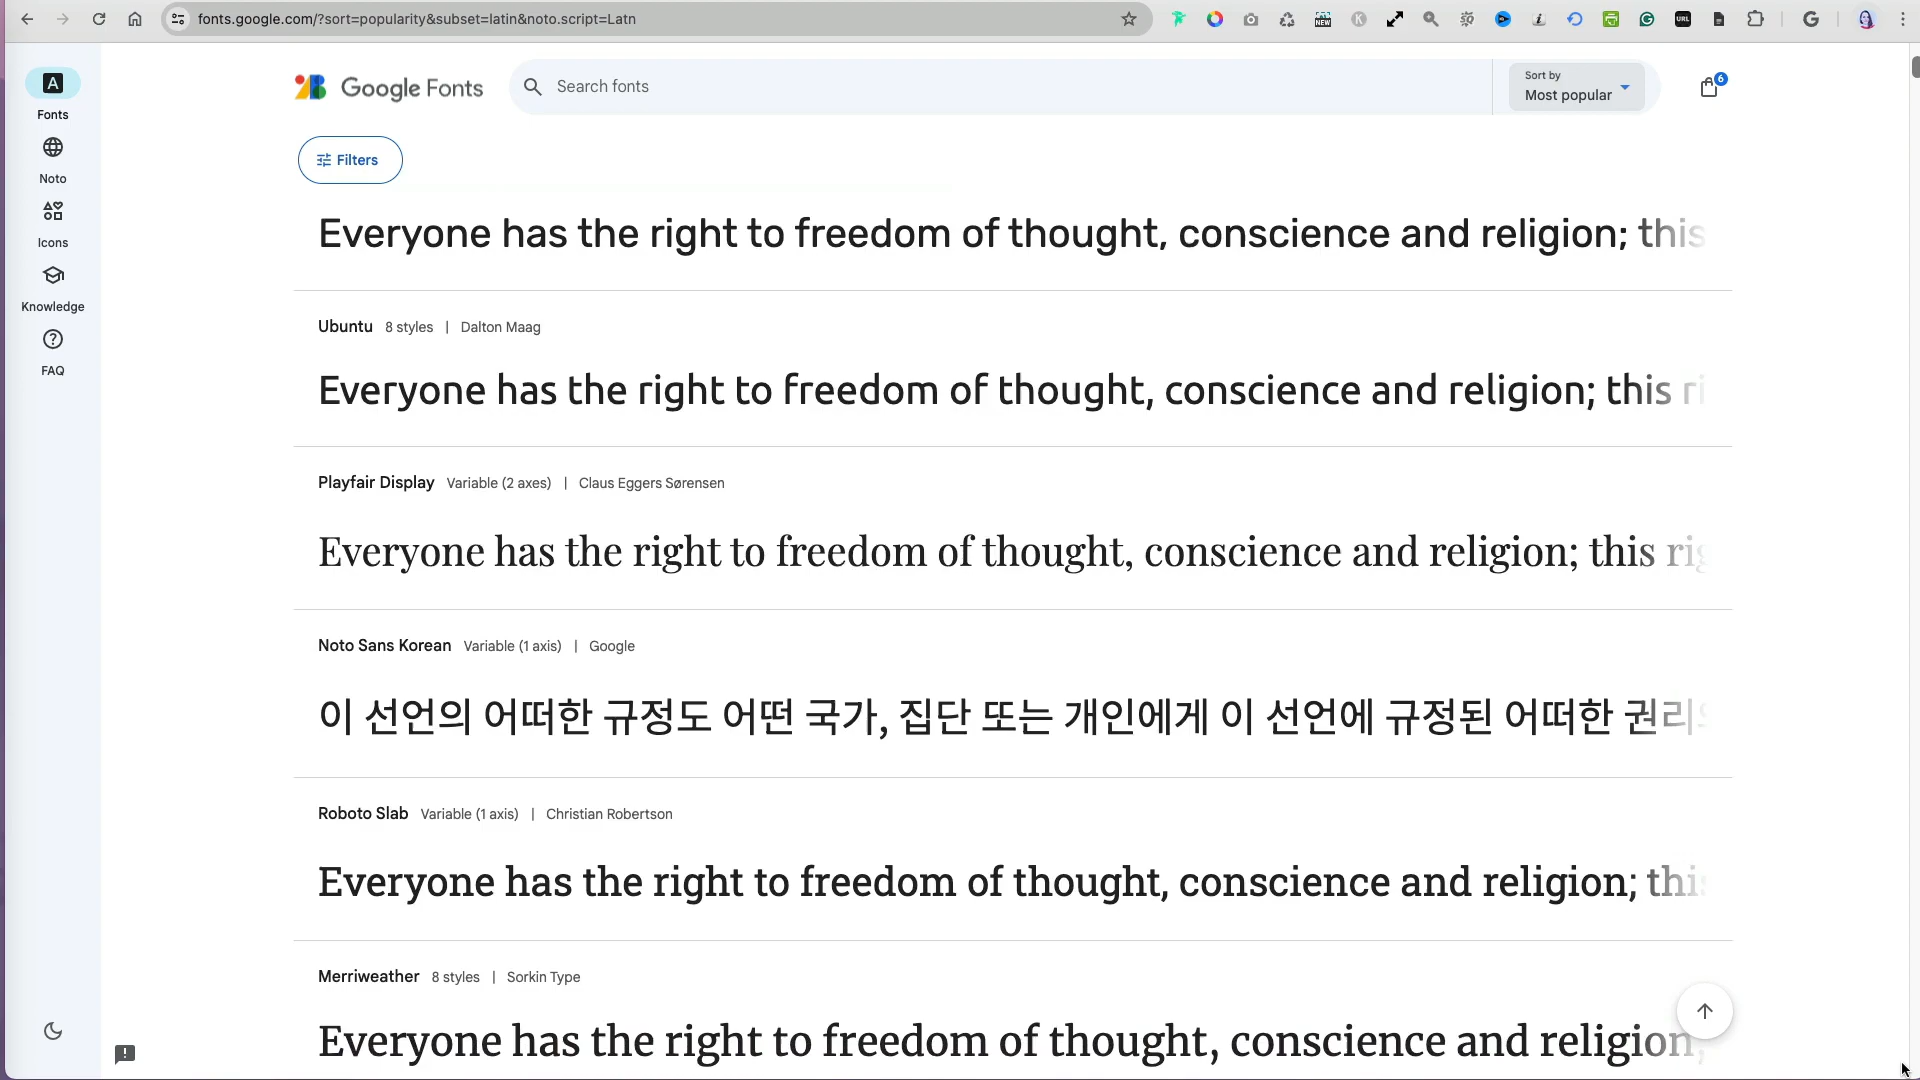 fonts.google.com/?sort=popularity&subset=latin&noto.script=Latn
A
Fonts
Noto
Icons
Knowledge
FAQ
Google Fonts
Search fonts
Sort by
Most popular
6
Filters
Everyone has the right to freedom of thought, conscience and religion; this
Ubuntu 8 styles | Dalton Maag
Everyone has the right to freedom of thought, conscience and religion; this ri
Playfair Display Variable (2 axes) | Claus Eggers Sørensen
Everyone has the right to freedom of thought, conscience and religion; this rig
Noto Sans Korean Variable (1 axis) | Google
이 선언의 어떠한 규정도 어떤 국가, 집단 또는 개인에게 이 선언에 규정된 어떠한 권리
Roboto Slab Variable (1 axis) | Christian Robertson
Everyone has the right to freedom of thought, conscience and religion; this
Merriweather 8 styles | Sorkin Type
Everyone has the right to freedom of thought, conscience and religion;